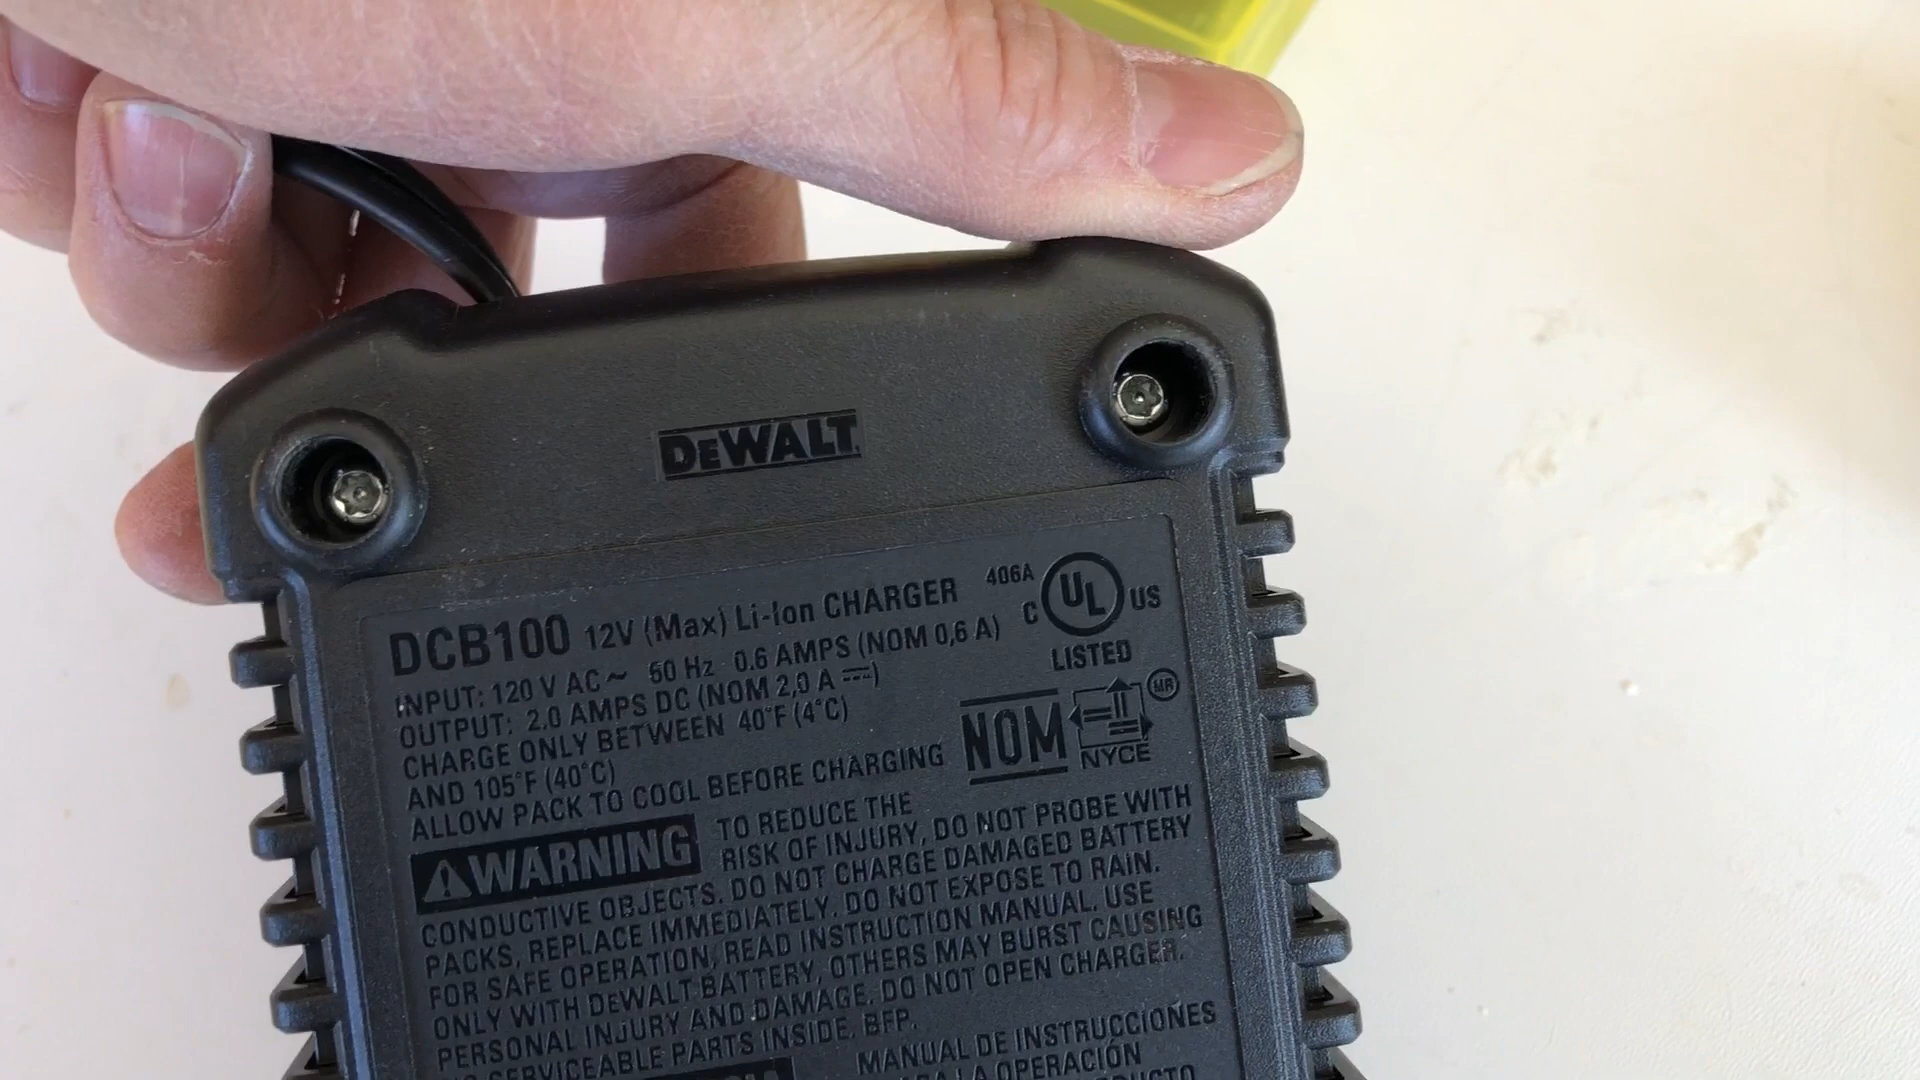 DEWALT
DCB100 12V (Max) Li-Ion CHARGER
406A
C UL US
LISTED
INPUT: 120 V AC~ 60 Hz 0.6 AMPS (NOM 0,6 A)
OUTPUT: 2.0 AMPS DC (NOM 2,0 A ⎓)
CHARGE ONLY BETWEEN 40°F (4°C)
AND 105°F (40°C)
ALLOW PACK TO COOL BEFORE CHARGING
NOM
MR
NYCE
⚠WARNING TO REDUCE THE
RISK OF INJURY, DO NOT PROBE WITH
CONDUCTIVE OBJECTS. DO NOT CHARGE DAMAGED BATTERY
PACKS, REPLACE IMMEDIATELY. DO NOT EXPOSE TO RAIN.
FOR SAFE OPERATION, READ INSTRUCTION MANUAL. USE
ONLY WITH DEWALT BATTERY, OTHERS MAY BURST CAUSING
PERSONAL INJURY AND DAMAGE. DO NOT OPEN CHARGER.
SERVICEABLE PARTS INSIDE. BFP.
MANUAL DE INSTRUCCIONES
LA OPERACIÓN